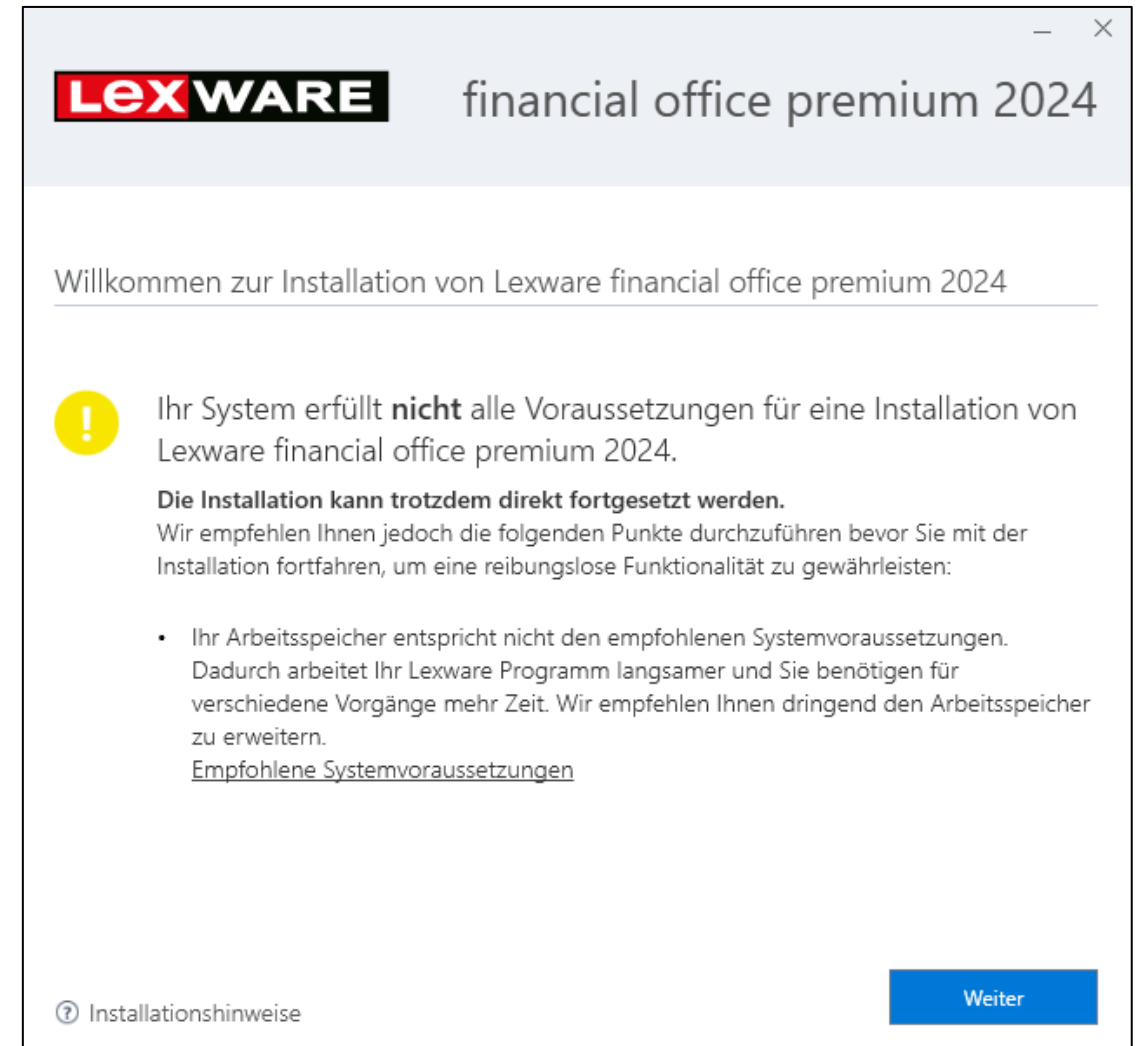 LexWARE financial office premium 2024
Willkommen zur Installation von Lexware financial office premium 2024
! Ihr System erfüllt nicht alle Voraussetzungen für eine Installation von
Lexware financial office premium 2024.
Die Installation kann trotzdem direkt fortgesetzt werden.
Wir empfehlen Ihnen jedoch die folgenden Punkte durchzuführen bevor Sie mit der
Installation fortfahren, um eine reibungslose Funktionalität zu gewährleisten:
• Ihr Arbeitsspeicher entspricht nicht den empfohlenen Systemvoraussetzungen.
Dadurch arbeitet Ihr Lexware Programm langsamer und Sie benötigen für
verschiedene Vorgänge mehr Zeit. Wir empfehlen Ihnen dringend den Arbeitsspeicher
zu erweitern.
Empfohlene Systemvoraussetzungen
? Installationshinweise
Weiter